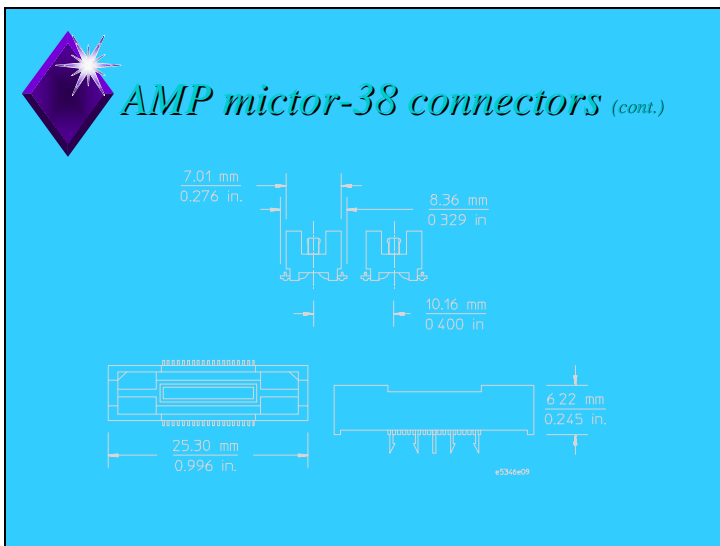 AMP mictor-38 connectors (cont.)
7.01 mm
0.276 in.
8.36 mm
0 329 in
10.16 mm
0 400 in
6 22 mm
0.245 in.
25.30 mm
0.996 in.
e5346e09